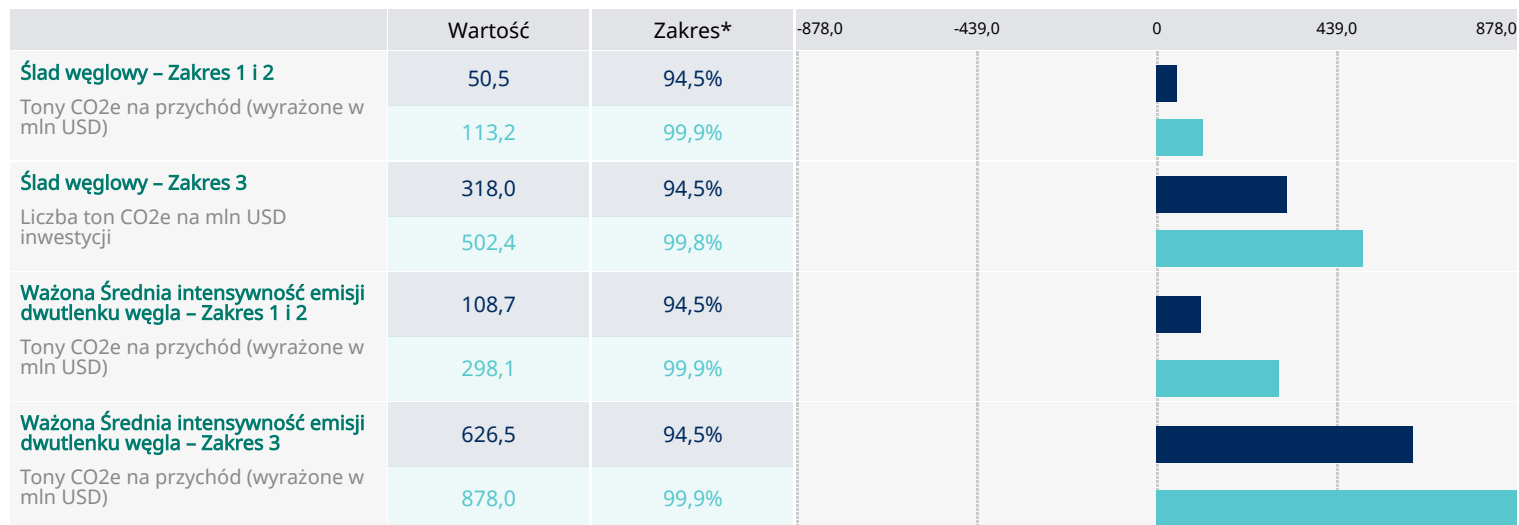 Wartość Zakres* -878,0 -439,0 0 439,0 878,0
Ślad węglowy – Zakres 1 i 2
Tony CO2e na przychód (wyrażone w
mln USD)
50,5 94,5%
113,2 99,9%
Ślad węglowy – Zakres 3
Liczba ton CO2e na mln USD
inwestycji
318,0 94,5%
502,4 99,8%
Ważona Średnia intensywność emisji
dwutlenku węgla – Zakres 1 i 2
Tony CO2e na przychód (wyrażone w
mln USD)
108,7 94,5%
298,1 99,9%
Ważona Średnia intensywność emisji
dwutlenku węgla – Zakres 3
Tony CO2e na przychód (wyrażone w
mln USD)
626,5 94,5%
878,0 99,9%